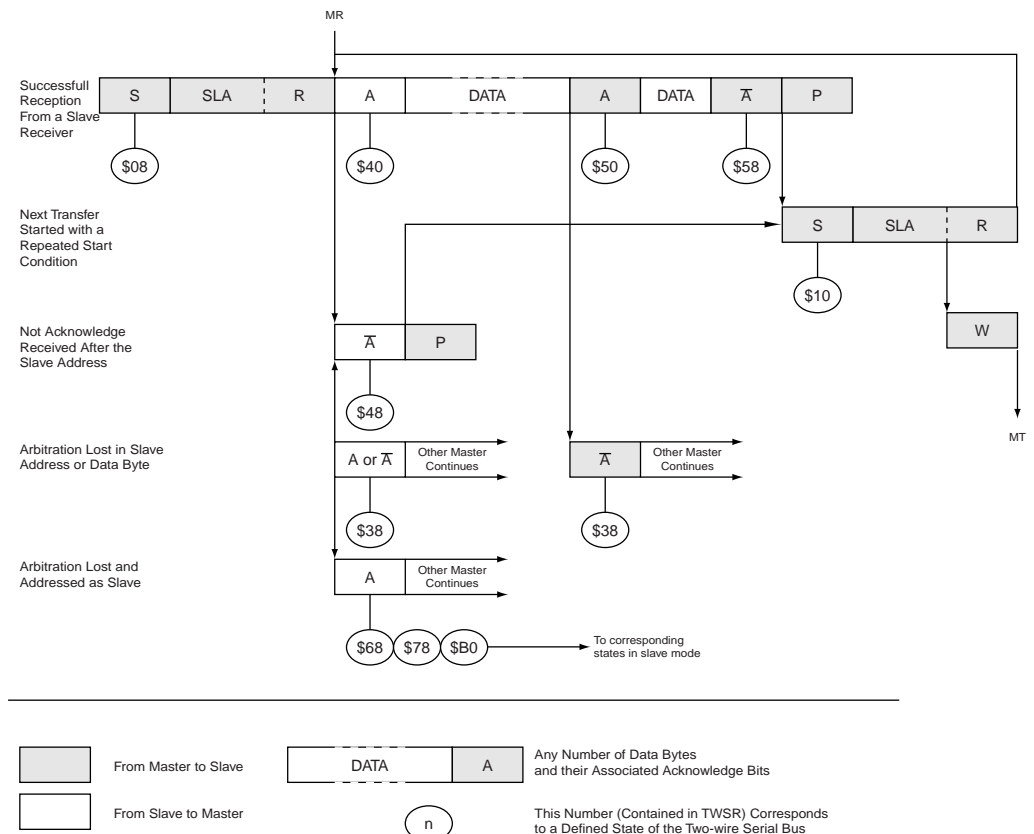 MR
Successfull
Reception
From a Slave
Receiver
S SLA R A DATA A DATA A̅ P
$08 $40 $50 $58
Next Transfer
Started with a
Repeated Start
Condition
S SLA R
$10
Not Acknowledge
Received After the
Slave Address
A̅ P
W
$48
MT
Arbitration Lost in Slave
Address or Data Byte
A or A̅ Other Master
Continues
A̅ Other Master
Continues
$38 $38
Arbitration Lost and
Addressed as Slave
A Other Master
Continues
$68 $78 $B0
To corresponding
states in slave mode
From Master to Slave
DATA A
Any Number of Data Bytes
and their Associated Acknowledge Bits
From Slave to Master
n
This Number (Contained in TWSR) Corresponds
to a Defined State of the Two-wire Serial Bus